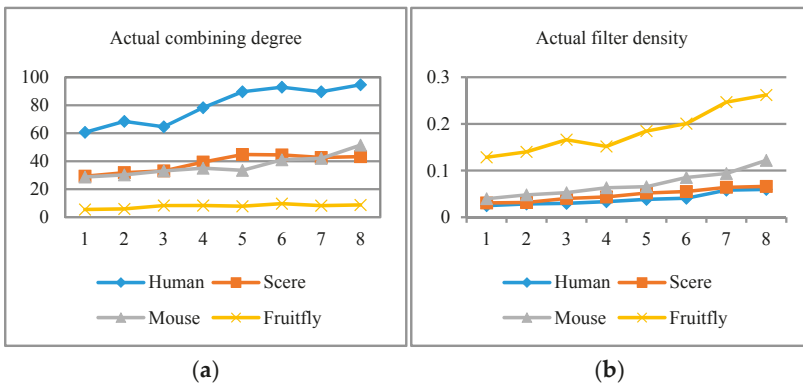 Actual combining degree
100
80
60
40
20
0
1 2 3 4 5 6 7 8
Human Scere
Mouse Fruitfly
(a)
Actual filter density
0.3
0.2
0.1
0
1 2 3 4 5 6 7 8
Human Scere
Mouse Fruitfly
(b)